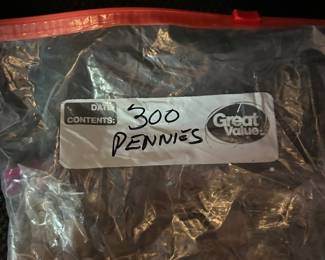 DATE:
CONTENTS: 300
PENNIES
Great
Value